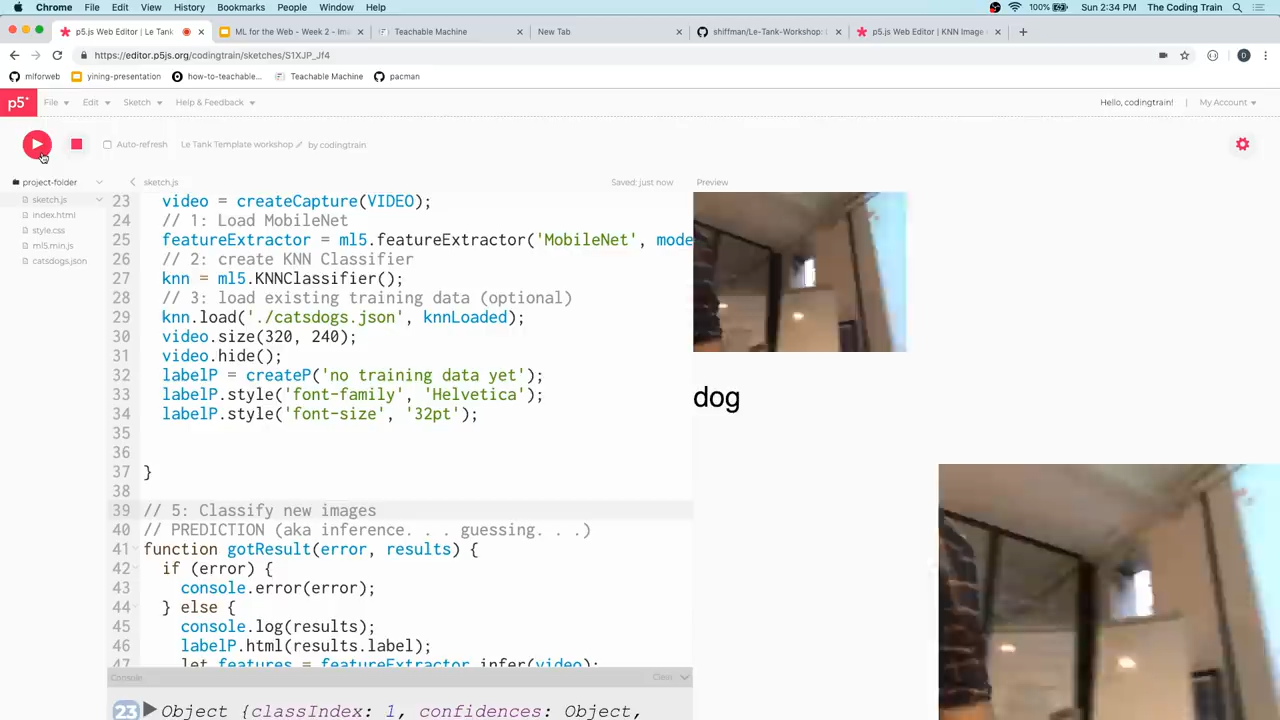 Chrome File Edit View History Bookmarks People Window Help 100% Sun 2:34 PM The Coding Train
p5.js Web Editor | Le Tank ML for the Web - Week 2 - Ima Teachable Machine New Tab shiffman/Le-Tank-Workshop: p5.js Web Editor | KNN Image
https://editor.p5js.org/codingtrain/sketches/S1XJP_Jf4
mlforweb yining-presentation how-to-teachable... Teachable Machine pacman
p5* File Edit Sketch Help & Feedback Hello, codingtrain! | My Account
Auto-refresh Le Tank Template workshop by codingtrain
project-folder sketch.js Saved: just now Preview
sketch.js
index.html
style.css
ml5.min.js
catsdogs.json
23 video = createCapture(VIDEO);
24 // 1: Load MobileNet
25 featureExtractor = ml5.featureExtractor('MobileNet', mode
26 // 2: create KNN Classifier
27 knn = ml5.KNNClassifier();
28 // 3: load existing training data (optional)
29 knn.load('./catsdogs.json', knnLoaded);
30 video.size(320, 240);
31 video.hide();
32 labelP = createP('no training data yet');
33 labelP.style('font-family', 'Helvetica');
34 labelP.style('font-size', '32pt');
35
36
37 }
38
39 // 5: Classify new images
40 // PREDICTION (aka inference. . . guessing. . .)
41 function gotResult(error, results) {
42 if (error) {
43 console.error(error);
44 } else {
45 console.log(results);
46 labelP.html(results.label);
47 let features = featureExtractor.infer(video);
dog
Console Clear
23 Object {classIndex: 1, confidences: Object,